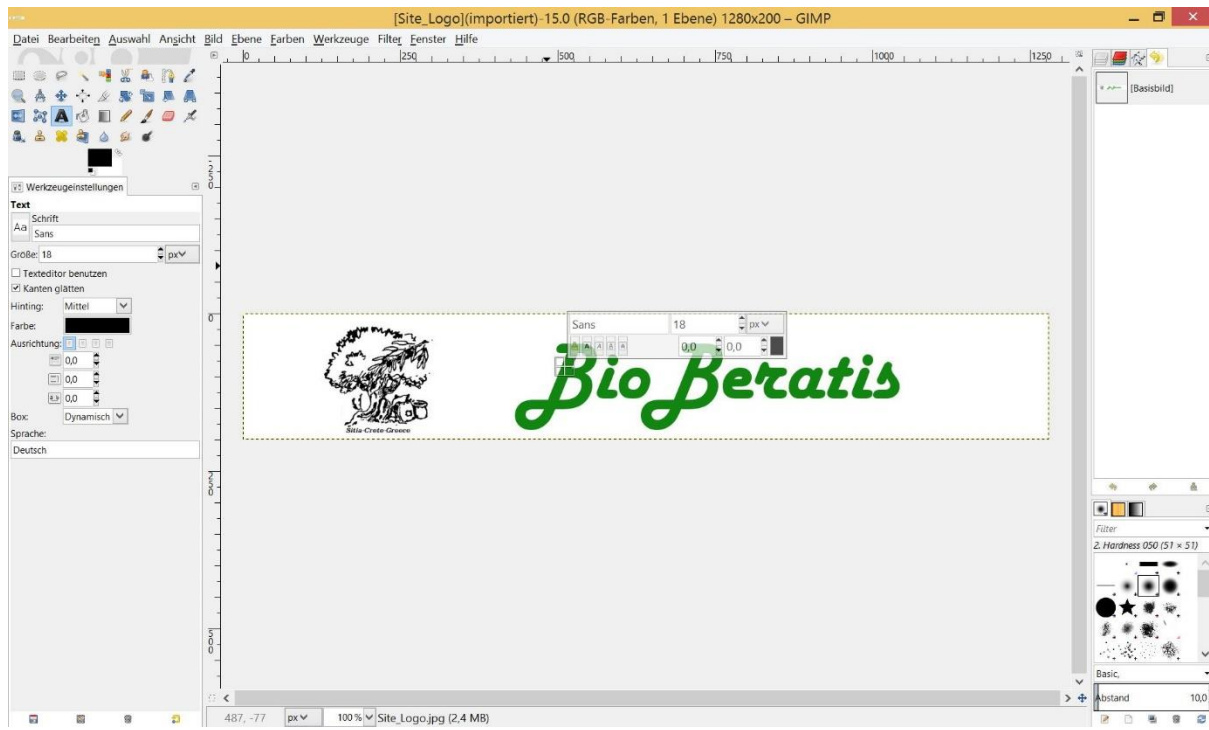 [Site_Logo](importiert)-15.0 (RGB-Farben, 1 Ebene) 1280x200 – GIMP
Datei Bearbeiten Auswahl Ansicht Bild Ebene Farben Werkzeuge Filter Fenster Hilfe
0 250 500 750 1000 1250
[Basisbild]
250
Werkzeugeinstellungen
Text
Schrift
Aa
Sans
Größe: 18 px
Texteditor benutzen
Kanten glätten
Hinting: Mittel
Farbe:
Ausrichtung:
0,0
0,0
0,0
Box: Dynamisch
Sprache:
Deutsch
0
Sans 18 px
0,0 0,0
Bio Beratis
Sitia-Crete-Greece
250
500
Filter
2. Hardness 050 (51 × 51)
Basic,
Abstand 10,0
487, -77 px 100 % Site_Logo.jpg (2,4 MB)